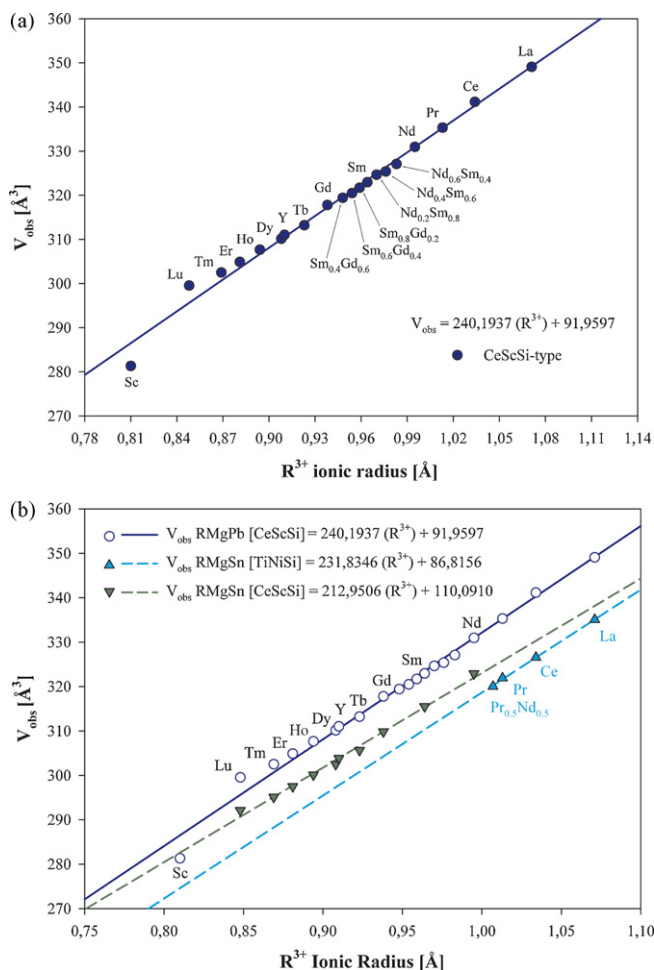 (a)
360
350
340
330
320
310
300
290
280
270
V_obs [Å³]
La
Ce
Pr
Nd
Sm
Gd
Tb
Y
Dy
Ho
Er
Tm
Lu
Sc
Nd₀.₆Sm₀.₄
Nd₀.₄Sm₀.₆
Nd₀.₂Sm₀.₈
Sm₀.₈Gd₀.₂
Sm₀.₆Gd₀.₄
Sm₀.₄Gd₀.₆
V_obs = 240,1937 (R³⁺) + 91,9597
CeScSi-type
0,78 0,81 0,84 0,87 0,90 0,93 0,96 0,99 1,02 1,05 1,08 1,11 1,14
R³⁺ ionic radius [Å]
(b)
360
350
340
330
320
310
300
290
280
270
V_obs [Å³]
V_obs RMgPb [CeScSi] = 240,1937 (R³⁺) + 91,9597
V_obs RMgSn [TiNiSi] = 231,8346 (R³⁺) + 86,8156
V_obs RMgSn [CeScSi] = 212,9506 (R³⁺) + 110,0910
Nd
Sm
Gd
Tb
Y
Dy
Ho
Er
Tm
Lu
Sc
La
Ce
Pr
Pr₀.₅Nd₀.₅
0,75 0,80 0,85 0,90 0,95 1,00 1,05 1,10
R³⁺ Ionic Radius [Å]